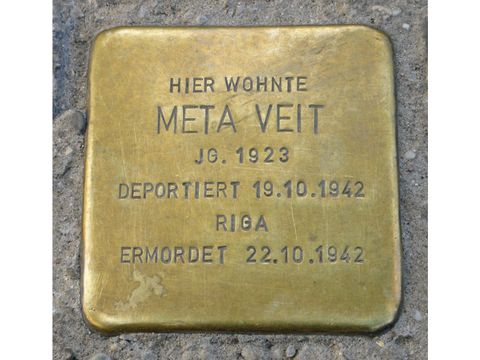 HIER WOHNTE
META VEIT
JG. 1923
DEPORTIERT 19.10.1942
RIGA
ERMORDET 22.10.1942